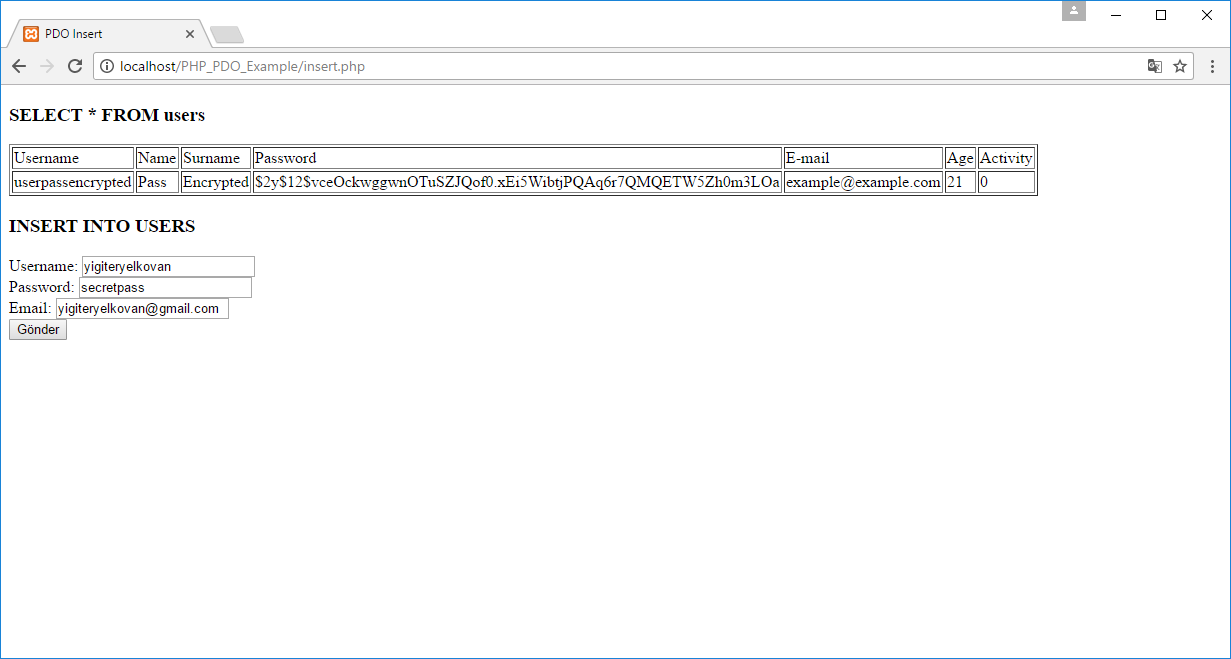 PDO Insert
localhost/PHP_PDO_Example/insert.php
SELECT * FROM users
Username Name Surname Password E-mail Age Activity
userpassencrypted Pass Encrypted $2y$12$vceOckwggwnOTuSZJQof0.xEi5WibtjPQAq6r7QMQETW5Zh0m3LOa example@example.com 21 0
INSERT INTO USERS
Username: yigiteryelkovan
Password: secretpass
Email: yigiteryelkovan@gmail.com
Gönder